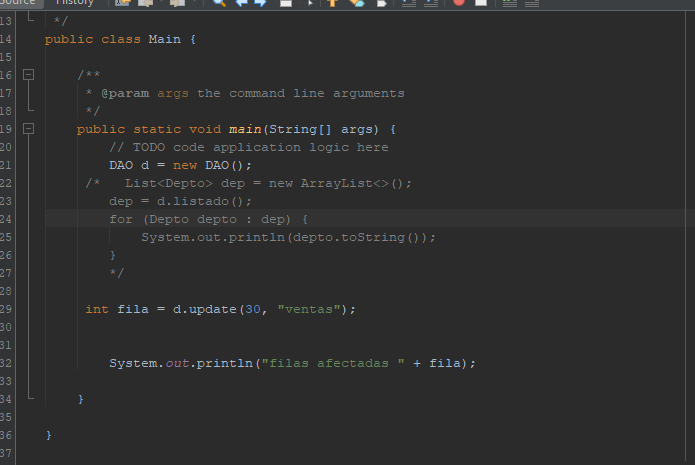 Source History
13 */
14 public class Main {
15
16 /**
17 * @param args the command line arguments
18 */
19 public static void main(String[] args) {
20 // TODO code application logic here
21 DAO d = new DAO();
22 /* List<Depto> dep = new ArrayList<>();
23 dep = d.listado();
24 for (Depto depto : dep) {
25 System.out.println(depto.toString());
26 }
27 */
28
29 int fila = d.update(30, "ventas");
30
31
32 System.out.println("filas afectadas " + fila);
33
34 }
35
36 }
37